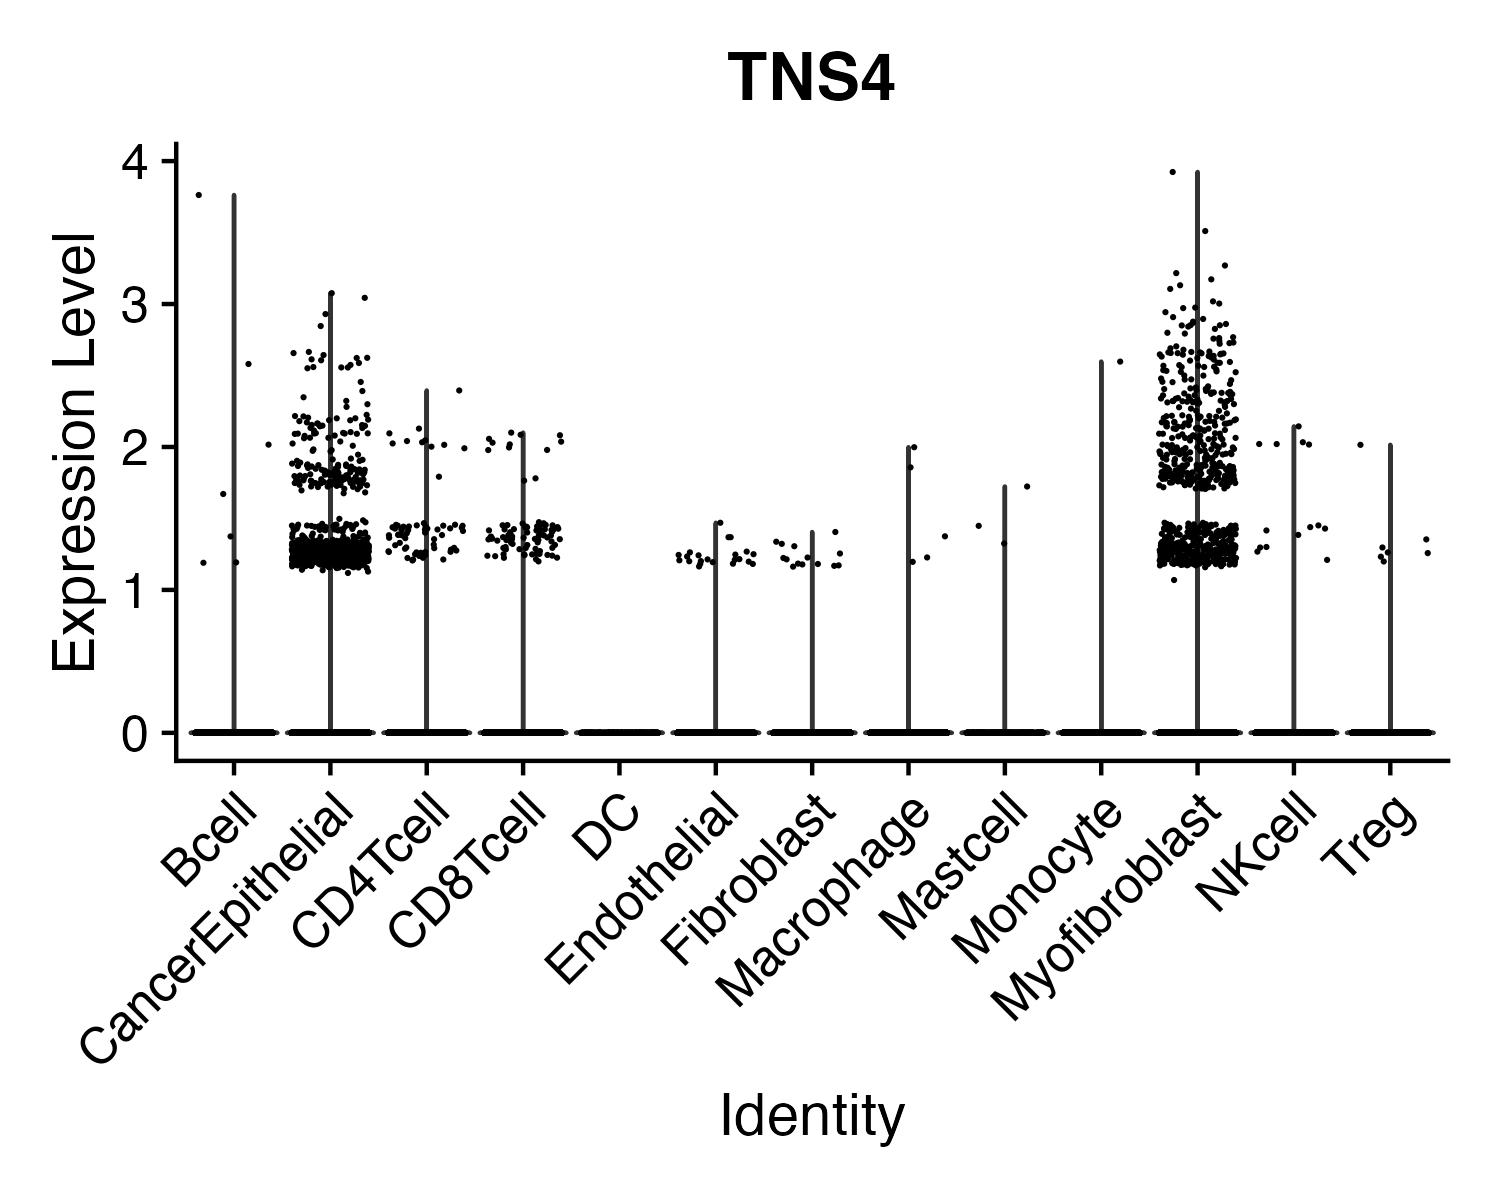 TNS4
Expression Level
4
3
2
1
0
Bcell
CancerEpithelial
CD4Tcell
CD8Tcell
DC
Endothelial
Fibroblast
Macrophage
Mastcell
Monocyte
Myofibroblast
NKcell
Treg
Identity